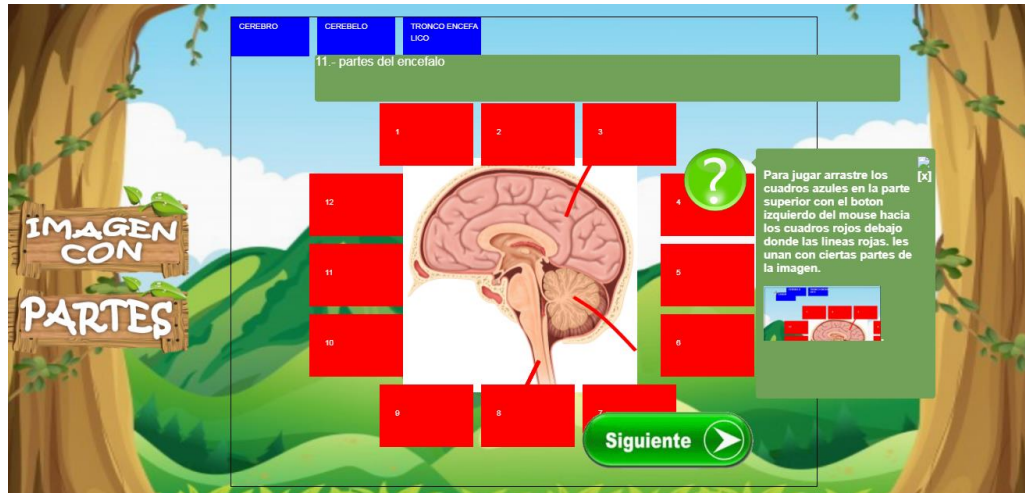 CEREBRO
CEREBELO
TRONCO ENCEFA
LICO
11.- partes del encefalo
1
2
3
12
4
11
5
10
6
9
8
7
IMAGEN
CON
PARTES
?
[x]
Para jugar arrastre los
cuadros azules en la parte
superior con el boton
izquierdo del mouse hacia
los cuadros rojos debajo
donde las lineas rojas. les
unan con ciertas partes de
la imagen.
Siguiente